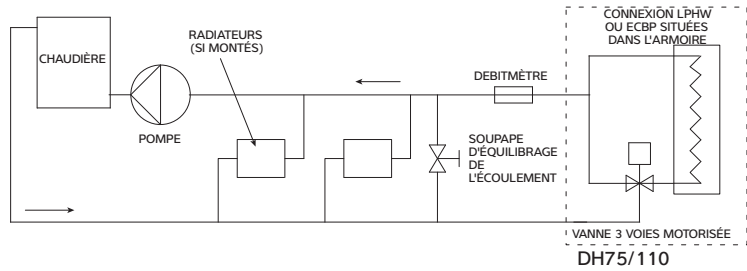 CHAUDIÈRE
POMPE
RADIATEURS
(SI MONTÉS)
DEBITMÈTRE
SOUPAPE
D'ÉQUILIBRAGE
DE
L'ÉCOULEMENT
CONNEXION LPHW
OU ECBP SITUÉES
DANS L'ARMOIRE
VANNE 3 VOIES MOTORISÉE
DH75/110